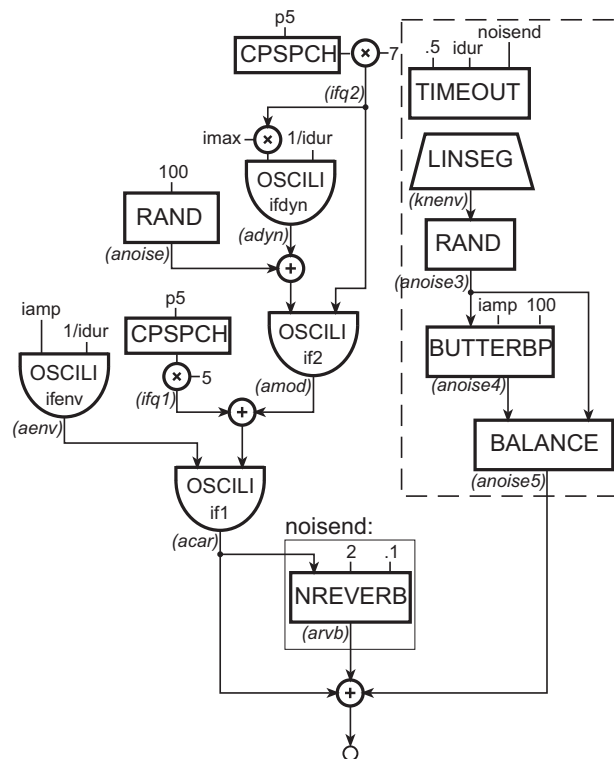 p5
CPSPCH
×
7
(ifq2)
imax
×
1/idur
OSCILI
ifdyn
(adyn)
100
RAND
(anoise)
+
OSCILI
if2
(amod)
iamp
1/idur
OSCILI
ifenv
(aenv)
p5
CPSPCH
×
5
(ifq1)
+
OSCILI
if1
(acar)
noisend:
2
.1
NREVERB
(arvb)
+
noisend
.5
idur
TIMEOUT
LINSEG
(knenv)
RAND
(anoise3)
iamp
100
BUTTERBP
(anoise4)
BALANCE
(anoise5)